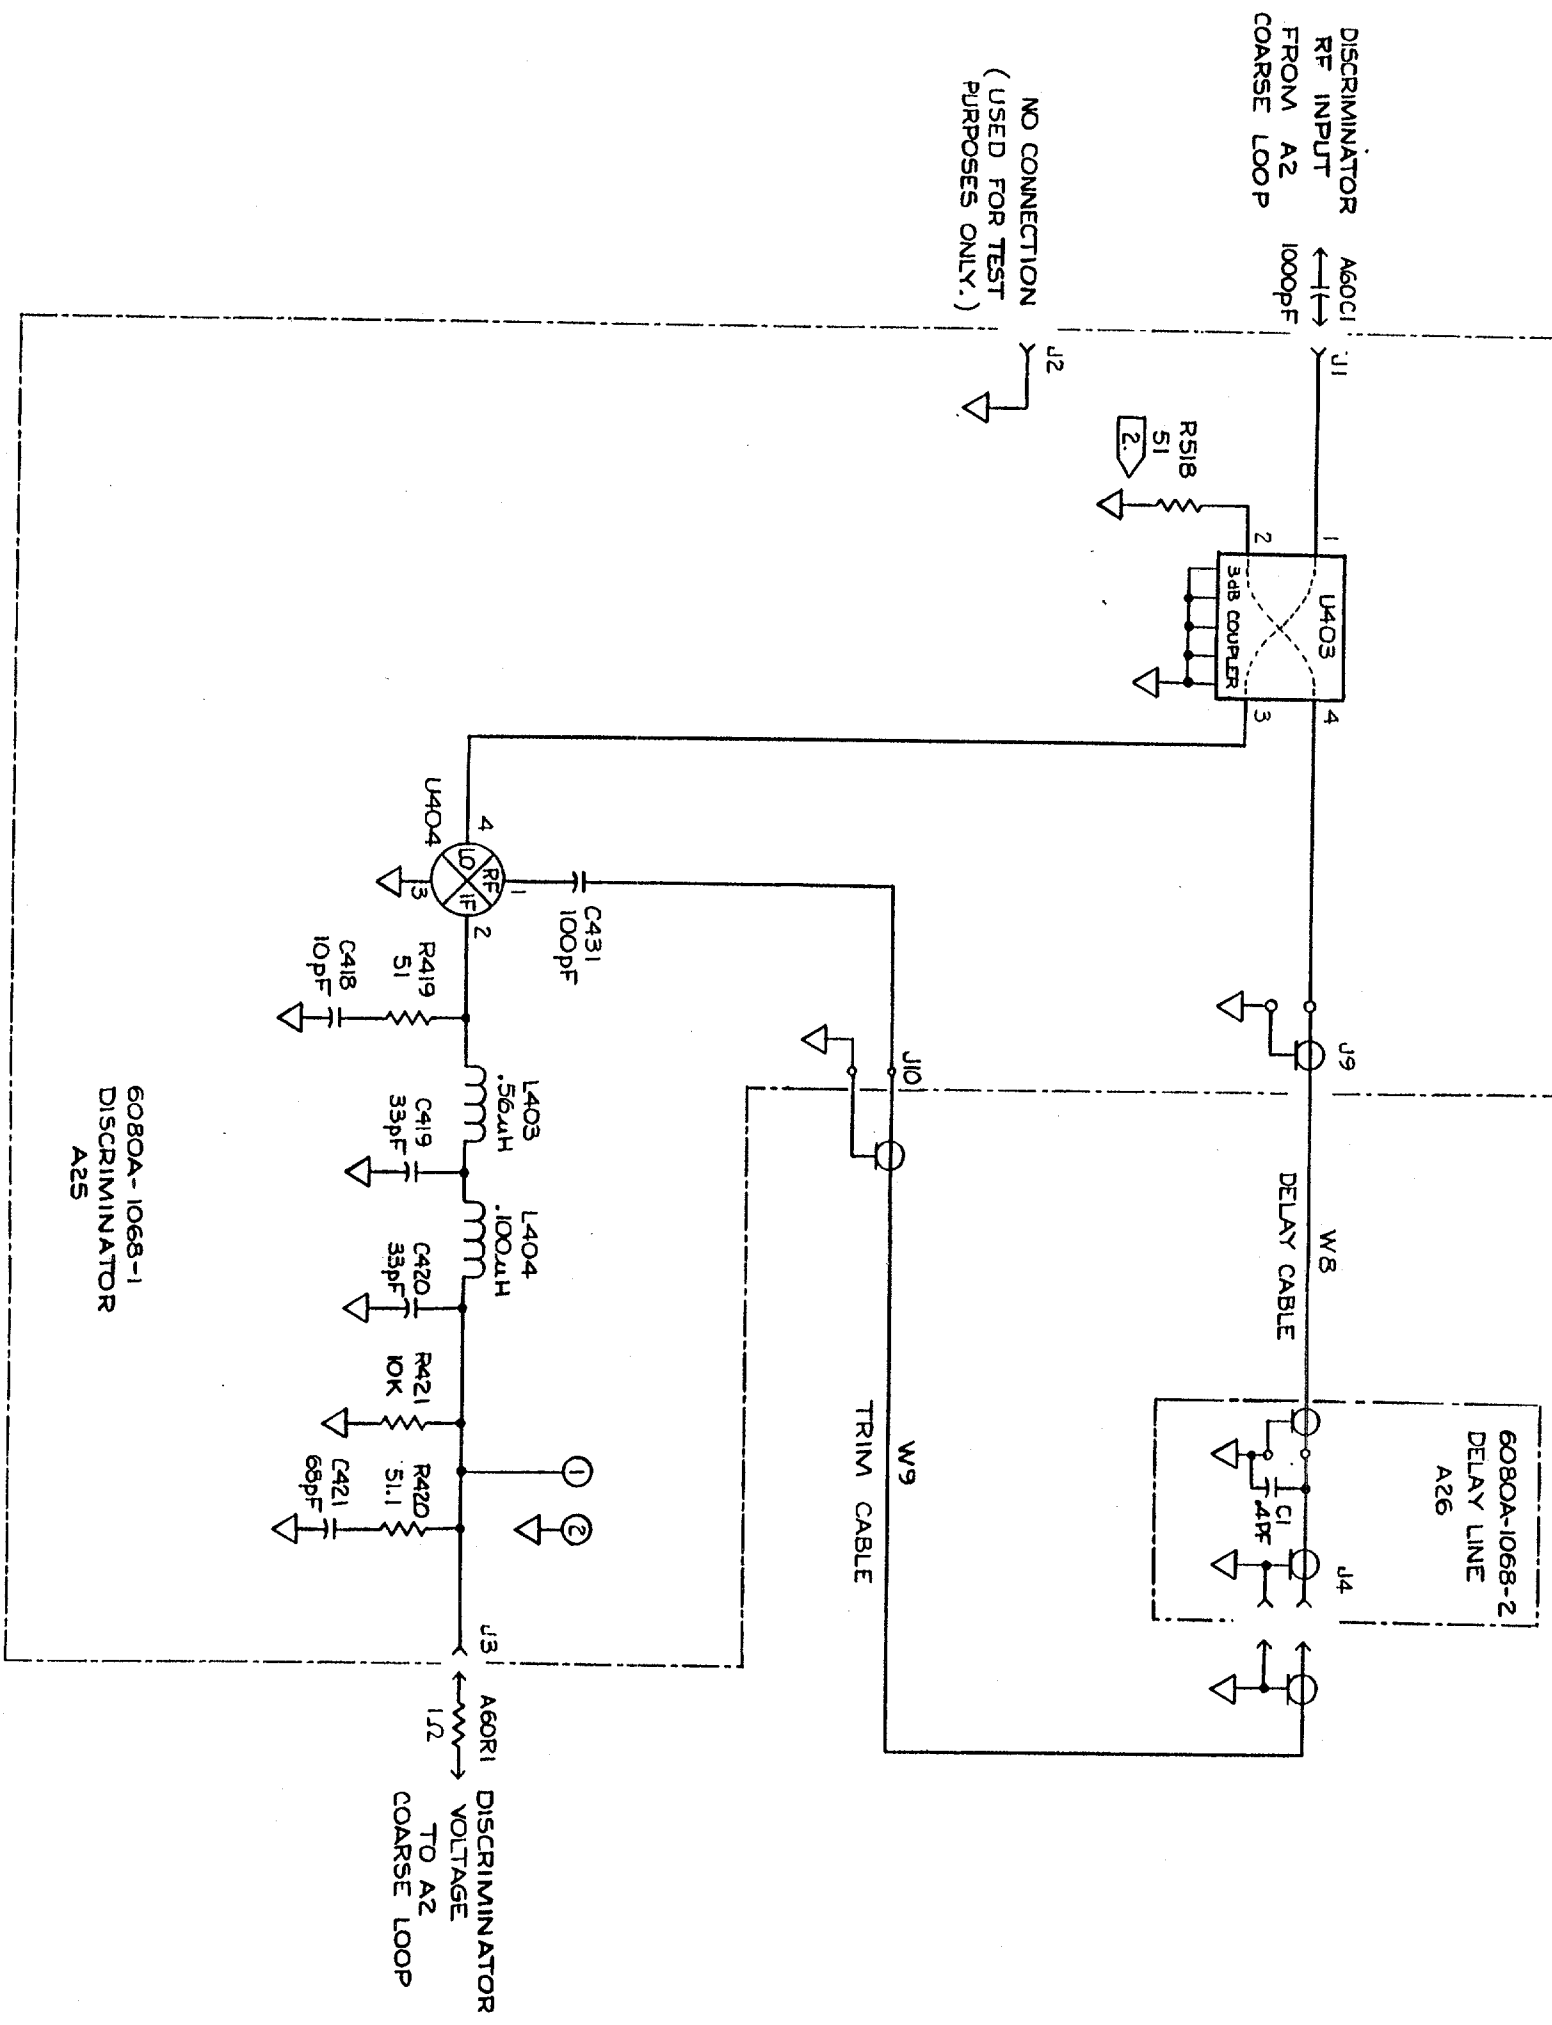 DISCRIMINATOR
RF INPUT
FROM A2
COARSE LOOP
A60C1
1000pF
J1
NO CONNECTION
(USED FOR TEST
PURPOSES ONLY.)
J2
R518
51
2.
1
2
U403
3dB COUPLER
4
3
J9
W8
DELAY CABLE
6080A-1068-2
DELAY LINE
A26
C1
.4PF
J4
J10
W9
TRIM CABLE
U404
4
LO
RF
IF
1
3
2
C431
100pF
R419
51
C418
10pF
L403
.56uH
C419
33pF
L404
.100uH
C420
33pF
R421
10K
1
2
R420
51.1
C421
68pF
J3
A60R1
1Ω
DISCRIMINATOR
VOLTAGE
TO A2
COARSE LOOP
6080A-1068-1
DISCRIMINATOR
A25